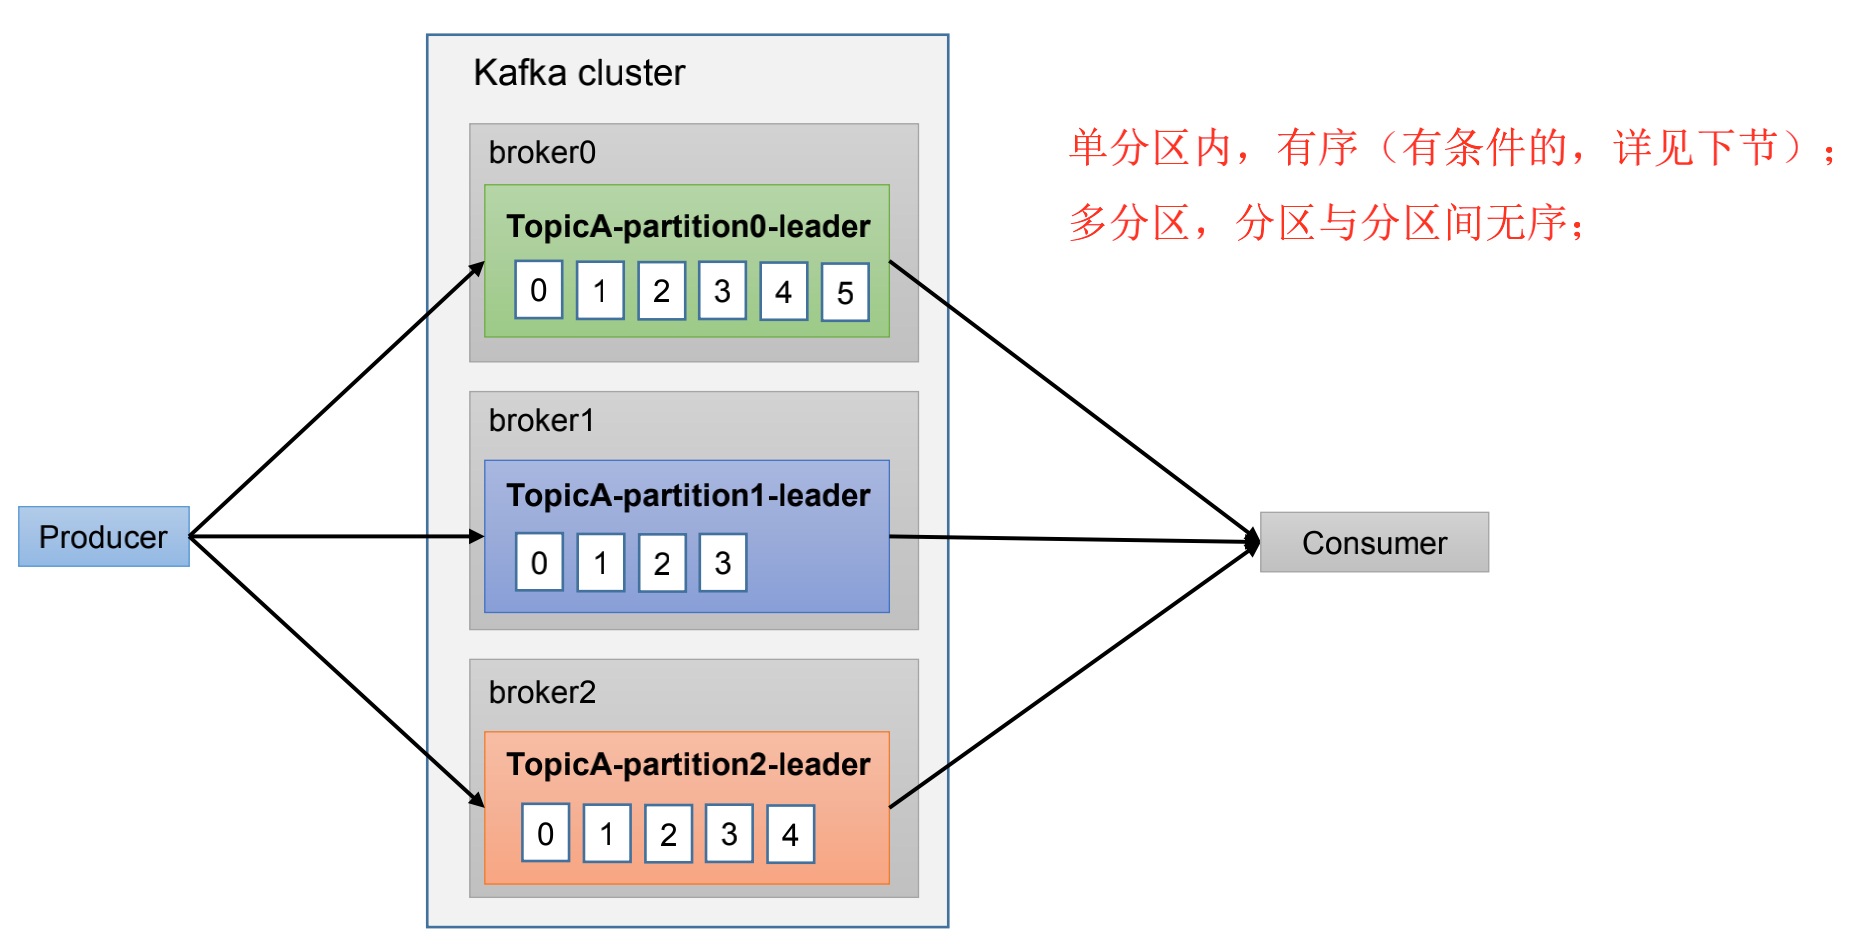 Kafka cluster
broker0
TopicA-partition0-leader
0 1 2 3 4 5
broker1
TopicA-partition1-leader
0 1 2 3
broker2
TopicA-partition2-leader
0 1 2 3 4
Producer
Consumer
单分区内，有序（有条件的，详见下节）；
多分区，分区与分区间无序；